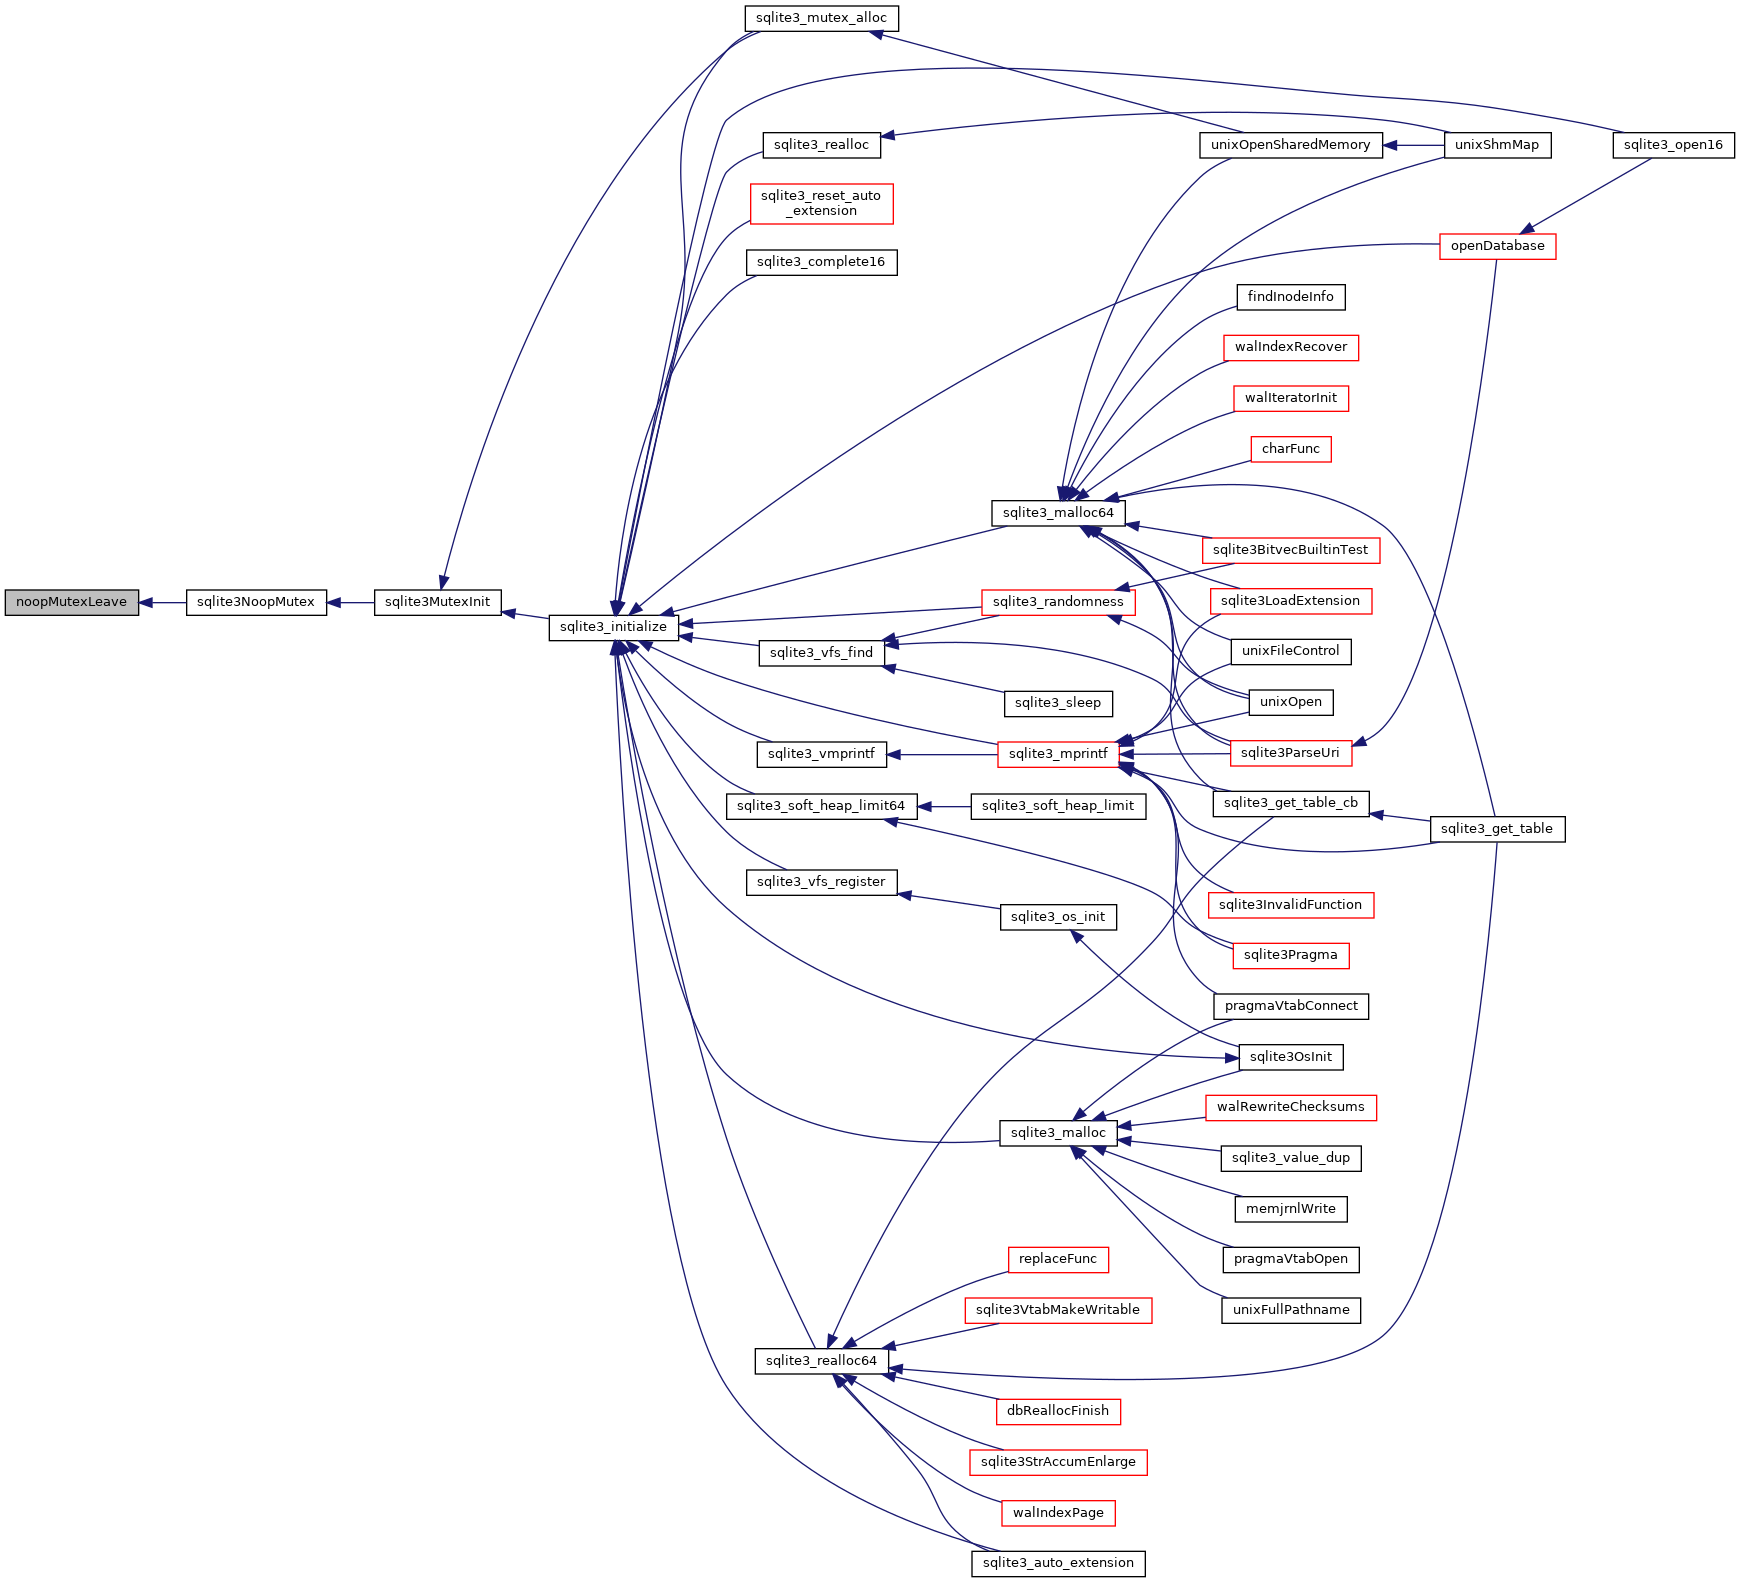 sqlite3_mutex_alloc
sqlite3_realloc
unixOpenSharedMemory
unixShmMap
sqlite3_open16
sqlite3_reset_auto
_extension
openDatabase
sqlite3_complete16
findInodeInfo
walIndexRecover
walIteratorInit
charFunc
sqlite3_malloc64
sqlite3BitvecBuiltinTest
noopMutexLeave
sqlite3NoopMutex
sqlite3MutexInit
sqlite3_randomness
sqlite3LoadExtension
sqlite3_initialize
sqlite3_vfs_find
unixFileControl
sqlite3_sleep
unixOpen
sqlite3_vmprintf
sqlite3_mprintf
sqlite3ParseUri
sqlite3_soft_heap_limit64
sqlite3_soft_heap_limit
sqlite3_get_table_cb
sqlite3_get_table
sqlite3_vfs_register
sqlite3InvalidFunction
sqlite3_os_init
sqlite3Pragma
pragmaVtabConnect
sqlite3OsInit
walRewriteChecksums
sqlite3_malloc
sqlite3_value_dup
memjrnlWrite
replaceFunc
pragmaVtabOpen
sqlite3VtabMakeWritable
unixFullPathname
sqlite3_realloc64
dbReallocFinish
sqlite3StrAccumEnlarge
walIndexPage
sqlite3_auto_extension